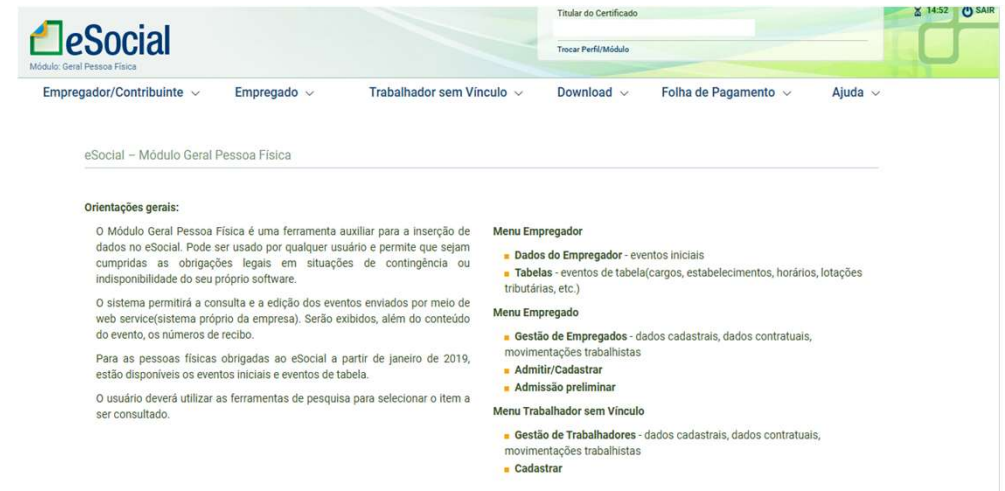 Titular do Certificado
14:52 SAIR
eSocial
Trocar Perfil/Módulo
Módulo: Geral Pessoa Física
Empregador/Contribuinte Empregado Trabalhador sem Vínculo Download Folha de Pagamento Ajuda
eSocial – Módulo Geral Pessoa Física
Orientações gerais:
O Módulo Geral Pessoa Física é uma ferramenta auxiliar para a inserção de
dados no eSocial. Pode ser usado por qualquer usuário e permite que sejam
cumpridas as obrigações legais em situações de contingência ou
indisponibilidade do seu próprio software.
O sistema permitirá a consulta e a edição dos eventos enviados por meio de
web service(sistema próprio da empresa). Serão exibidos, além do conteúdo
do evento, os números de recibo.
Para as pessoas físicas obrigadas ao eSocial a partir de janeiro de 2019,
estão disponíveis os eventos iniciais e eventos de tabela.
O usuário deverá utilizar as ferramentas de pesquisa para selecionar o item a
ser consultado.
Menu Empregador
Dados do Empregador - eventos iniciais
Tabelas - eventos de tabela(cargos, estabelecimentos, horários, lotações
tributárias, etc.)
Menu Empregado
Gestão de Empregados - dados cadastrais, dados contratuais,
movimentações trabalhistas
Admitir/Cadastrar
Admissão preliminar
Menu Trabalhador sem Vínculo
Gestão de Trabalhadores - dados cadastrais, dados contratuais,
movimentações trabalhistas
Cadastrar